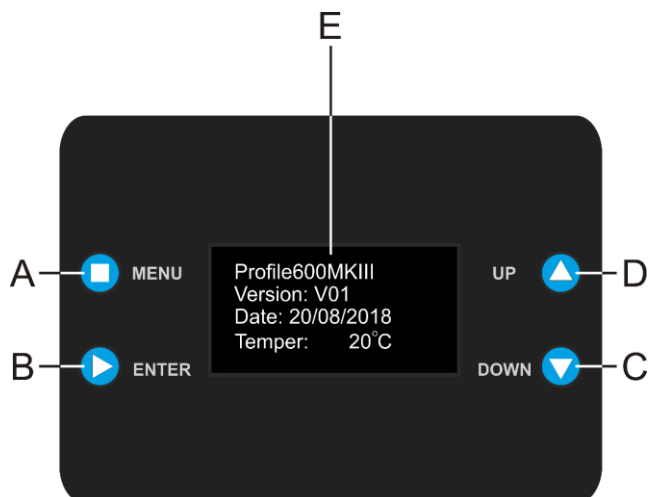 E
A MENU
Profile600MKIII
Version: V01
Date: 20/08/2018
Temper: 20°C
UP D
B ENTER
DOWN C